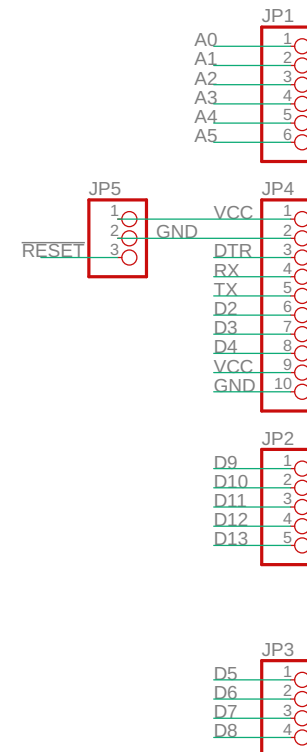 JP1
A0 1
A1 2
A2 3
A3 4
A4 5
A5 6
JP5 JP4
1 VCC 1
2 GND 2
RESET 3 DTR 3
RX 4
TX 5
D2 6
D3 7
D4 8
VCC 9
GND 10
JP2
D9 1
D10 2
D11 3
D12 4
D13 5
JP3
D5 1
D6 2
D7 3
D8 4